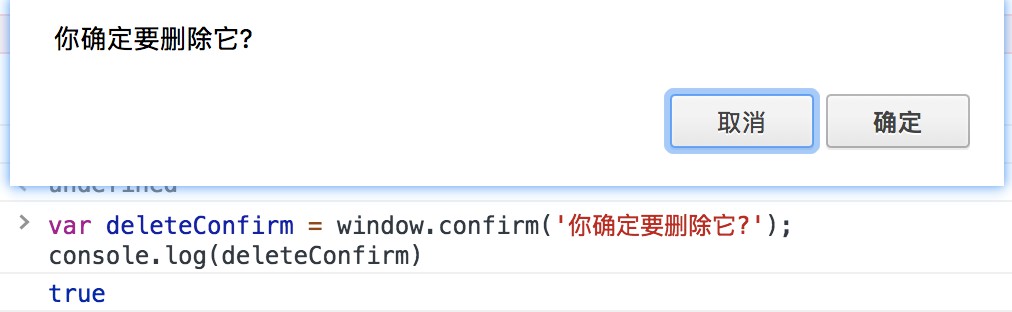 你确定要删除它?
取消
确定
undefined
> var deleteConfirm = window.confirm('你确定要删除它?');
console.log(deleteConfirm)
true